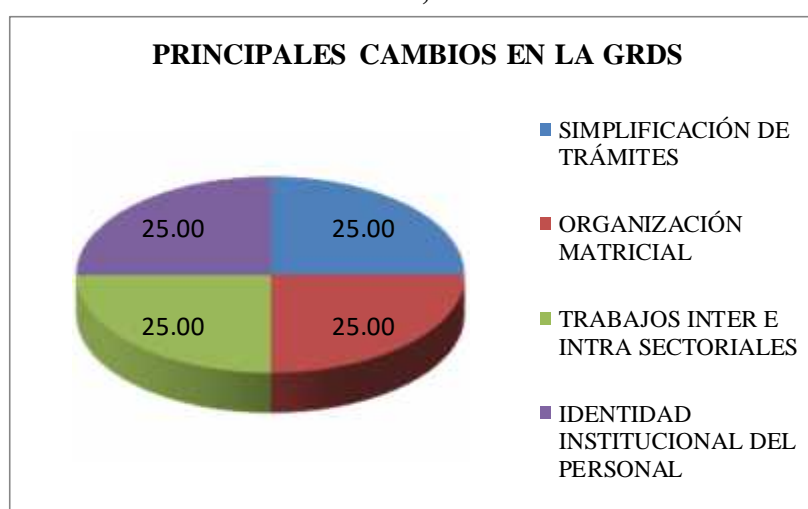 PRINCIPALES CAMBIOS EN LA GRDS
25.00
25.00
25.00
25.00
SIMPLIFICACIÓN DE
TRÁMITES
ORGANIZACIÓN
MATRICIAL
TRABAJOS INTER E
INTRA SECTORIALES
IDENTIDAD
INSTITUCIONAL DEL
PERSONAL